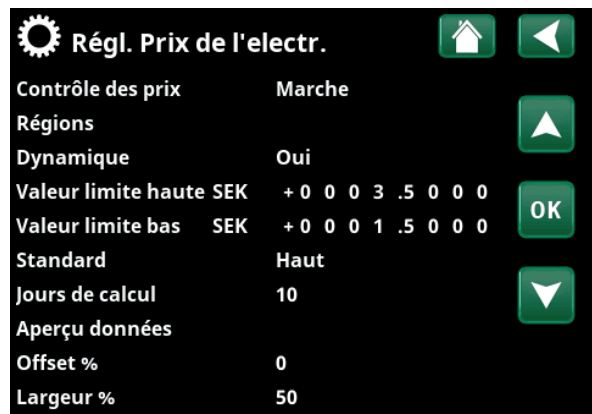 Régl. Prix de l'electr.
Contrôle des prix Marche
Régions
Dynamique Oui
Valeur limite haute SEK +0 0 0 3 .5 0 0 0
Valeur limite bas SEK +0 0 0 1 .5 0 0 0
OK
Standard Haut
Jours de calcul 10
Aperçu données
Offset % 0
Largeur % 50